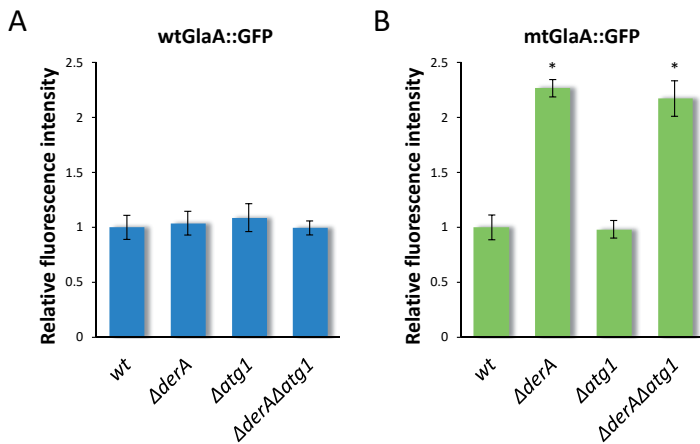 A
wtGlaA::GFP
Relative fluorescence intensity
2.5
2
1.5
1
0.5
0
wt
ΔderA
Δatg1
ΔderAΔatg1
B
mtGlaA::GFP
Relative fluorescence intensity
2.5
2
1.5
1
0.5
0
*
*
wt
ΔderA
Δatg1
ΔderAΔatg1